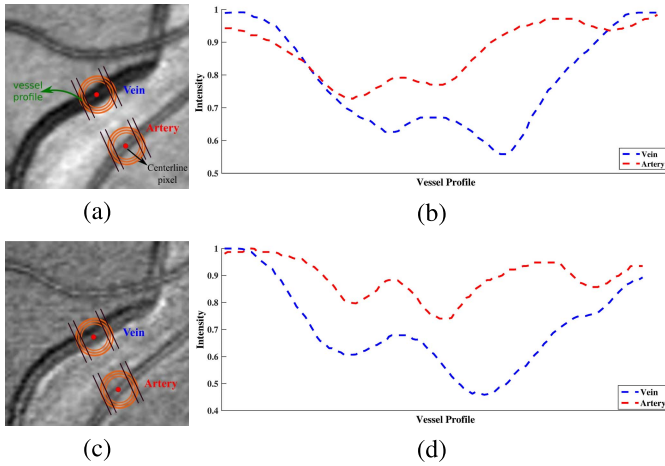 vessel
profile
Vein
Artery
Centerline
pixel
(a)
1
0.9
0.8
0.7
0.6
0.5
Intensity
Vessel Profile
Vein
Artery
(b)
Vein
Artery
(c)
1
0.9
0.8
0.7
0.6
0.5
0.4
Intensity
Vessel Profile
Vein
Artery
(d)